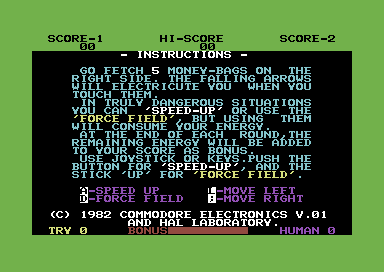 SCORE-1 HI-SCORE SCORE-2
00 00
- INSTRUCTIONS -
GO FETCH 5 MONEY-BAGS ON THE
RIGHT SIDE. THE FALLING ARROWS
WILL ELECTRICUTE YOU WHEN YOU
TOUCH THEM.
IN TRULY DANGEROUS SITUATIONS
YOU CAN 'SPEED-UP' OR USE THE
'FORCE FIELD', BUT USING THEM
WILL CONSUME YOUR ENERGY.
AT THE END OF EACH ROUND,THE
REMAINING ENERGY WILL BE ADDED
TO YOUR SCORE AS BONUS.
USE JOYSTICK OR KEYS.PUSH THE
BUTTON FOR 'SPEED-UP', AND THE
STICK 'UP' FOR 'FORCE FIELD'.
A-SPEED UP -MOVE LEFT
D-FORCE FIELD -MOVE RIGHT
(C) 1982 COMMODORE ELECTRONICS V.01
AND HAL LABORATORY.
TRY 0 BONUS HUMAN 0